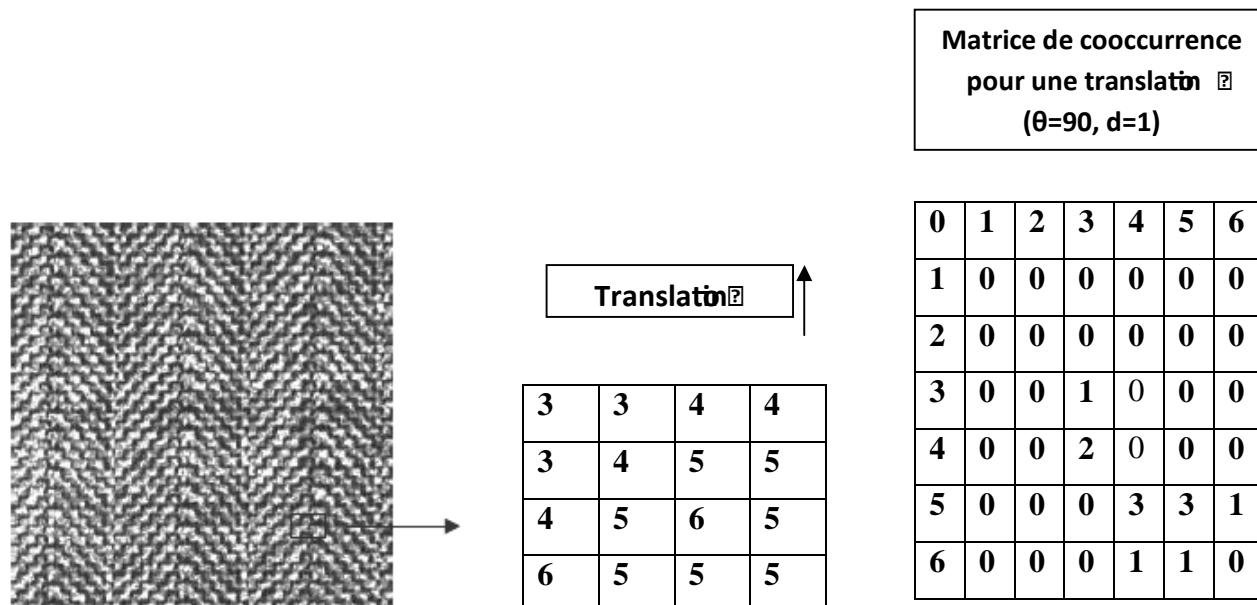 Matrice de cooccurrence
pour une translation
(θ=90, d=1)
Translation
3 3 4 4
3 4 5 5
4 5 6 5
6 5 5 5
0 1 2 3 4 5 6
1 0 0 0 0 0 0
2 0 0 0 0 0 0
3 0 0 1 0 0 0
4 0 0 2 0 0 0
5 0 0 0 3 3 1
6 0 0 0 1 1 0